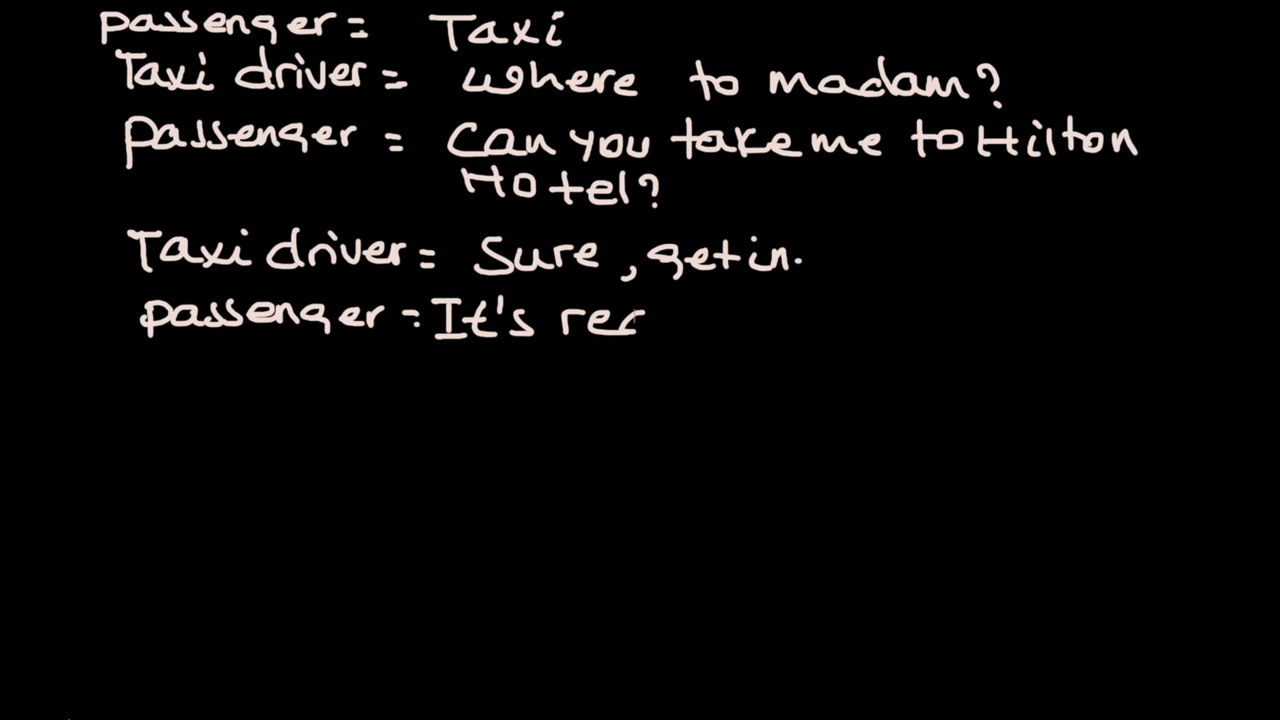 passenger = Taxi
Taxi driver = where to madam?
passenger = Can you take me to Hilton
Hotel?
Taxi driver = Sure, get in.
passenger = It's